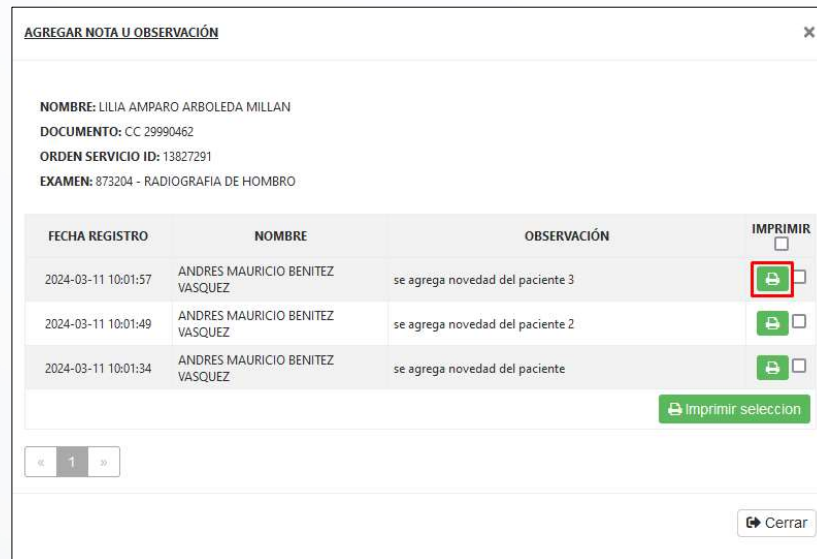 AGREGAR NOTA U OBSERVACIÓN
×
NOMBRE: LILIA AMPARO ARBOLEDA MILLAN
DOCUMENTO: CC 29990462
ORDEN SERVICIO ID: 13827291
EXAMEN: 873204 - RADIOGRAFIA DE HOMBRO
FECHA REGISTRO NOMBRE OBSERVACIÓN IMPRIMIR
2024-03-11 10:01:57 ANDRES MAURICIO BENITEZ VASQUEZ se agrega novedad del paciente 3
2024-03-11 10:01:49 ANDRES MAURICIO BENITEZ VASQUEZ se agrega novedad del paciente 2
2024-03-11 10:01:34 ANDRES MAURICIO BENITEZ VASQUEZ se agrega novedad del paciente
Imprimir seleccion
« 1 »
Cerrar